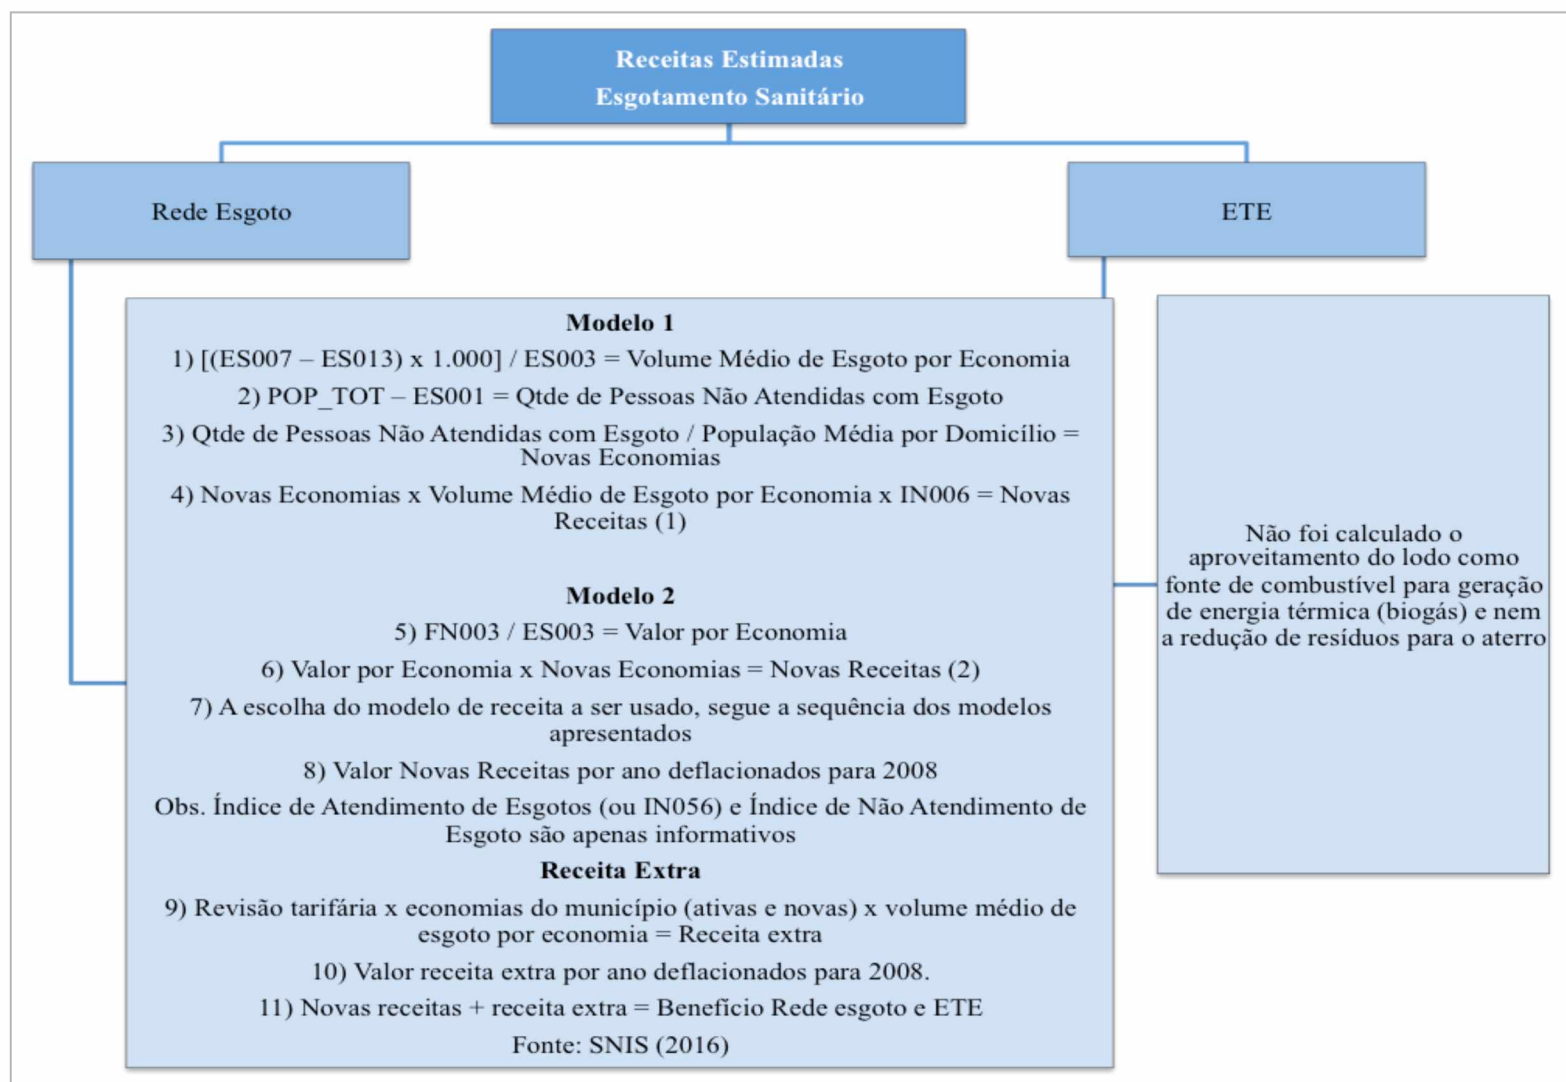 Receitas Estimadas
Esgotamento Sanitário
Rede Esgoto
ETE
Modelo 1
1) [(ES007 – ES013) x 1.000] / ES003 = Volume Médio de Esgoto por Economia
2) POP_TOT – ES001 = Qtde de Pessoas Não Atendidas com Esgoto
3) Qtde de Pessoas Não Atendidas com Esgoto / População Média por Domicílio =
Novas Economias
4) Novas Economias x Volume Médio de Esgoto por Economia x IN006 = Novas
Receitas (1)
Modelo 2
5) FN003 / ES003 = Valor por Economia
6) Valor por Economia x Novas Economias = Novas Receitas (2)
7) A escolha do modelo de receita a ser usado, segue a sequência dos modelos
apresentados
8) Valor Novas Receitas por ano deflacionados para 2008
Obs. Índice de Atendimento de Esgotos (ou IN056) e Índice de Não Atendimento de
Esgoto são apenas informativos
Receita Extra
9) Revisão tarifária x economias do município (ativas e novas) x volume médio de
esgoto por economia = Receita extra
10) Valor receita extra por ano deflacionados para 2008.
11) Novas receitas + receita extra = Benefício Rede esgoto e ETE
Fonte: SNIS (2016)
Não foi calculado o
aproveitamento do lodo como
fonte de combustível para geração
de energia térmica (biogás) e nem
a redução de resíduos para o aterro